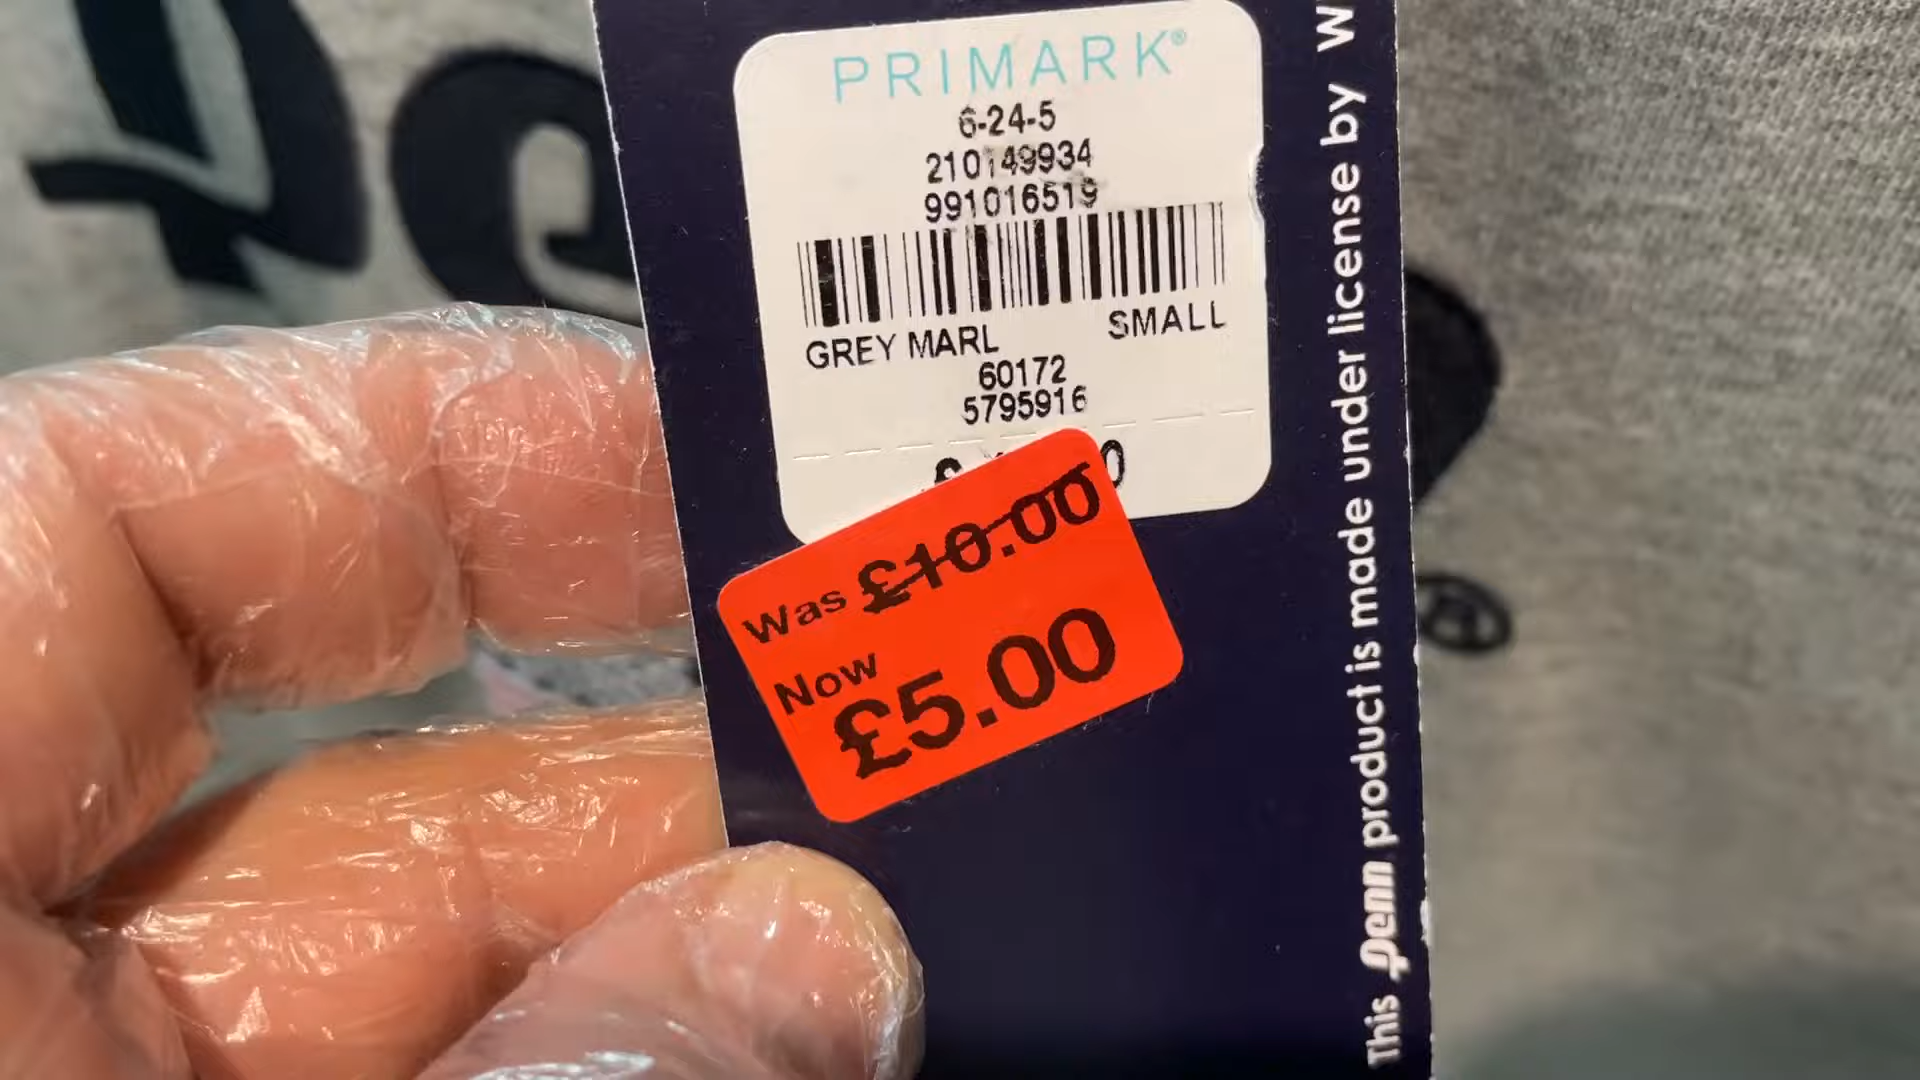 PRIMARK®
6-24-5
210149934
991016519
GREY MARL SMALL
60172
5795916
Was £10.00
Now
£5.00
This Penn product is made under license by W